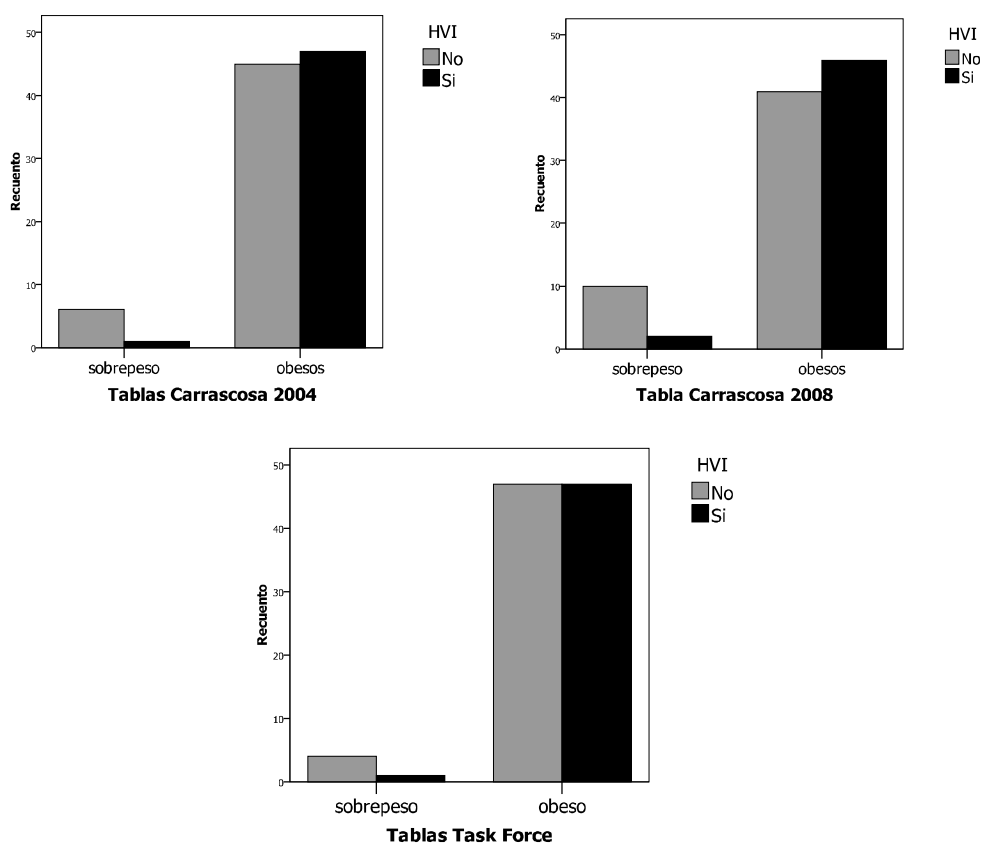 HVI
No
Si
50
40
30
20
10
0
Recuento
sobrepeso obesos
Tablas Carrascosa 2004
HVI
No
Si
50
40
30
20
10
0
Recuento
sobrepeso obesos
Tabla Carrascosa 2008
HVI
No
Si
50
40
30
20
10
0
Recuento
sobrepeso obeso
Tablas Task Force